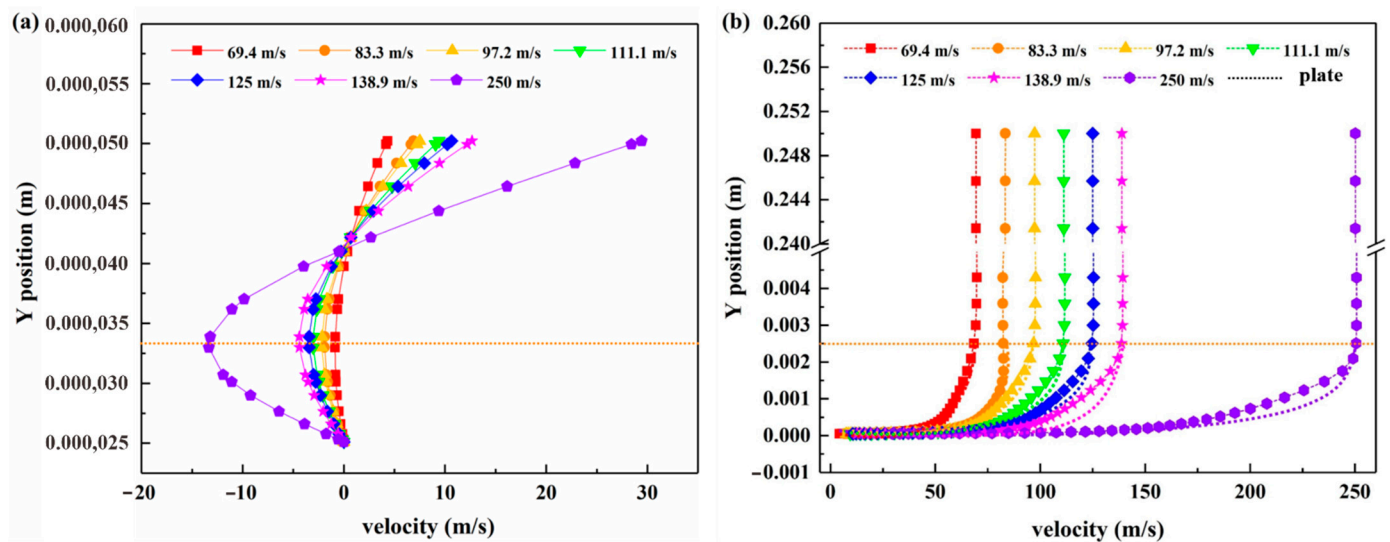 (a)
0.000,060
0.000,055
0.000,050
0.000,045
0.000,040
0.000,035
0.000,030
0.000,025
Y position (m)
69.4 m/s 83.3 m/s 97.2 m/s 111.1 m/s
125 m/s 138.9 m/s 250 m/s
−20 −10 0 10 20 30
velocity (m/s)
(b)
0.260
0.256
0.252
0.248
0.244
0.240
0.004
0.003
0.002
0.001
0.000
−0.001
Y position (m)
69.4 m/s 83.3 m/s 97.2 m/s 111.1 m/s
125 m/s 138.9 m/s 250 m/s plate
0 50 100 150 200 250
velocity (m/s)